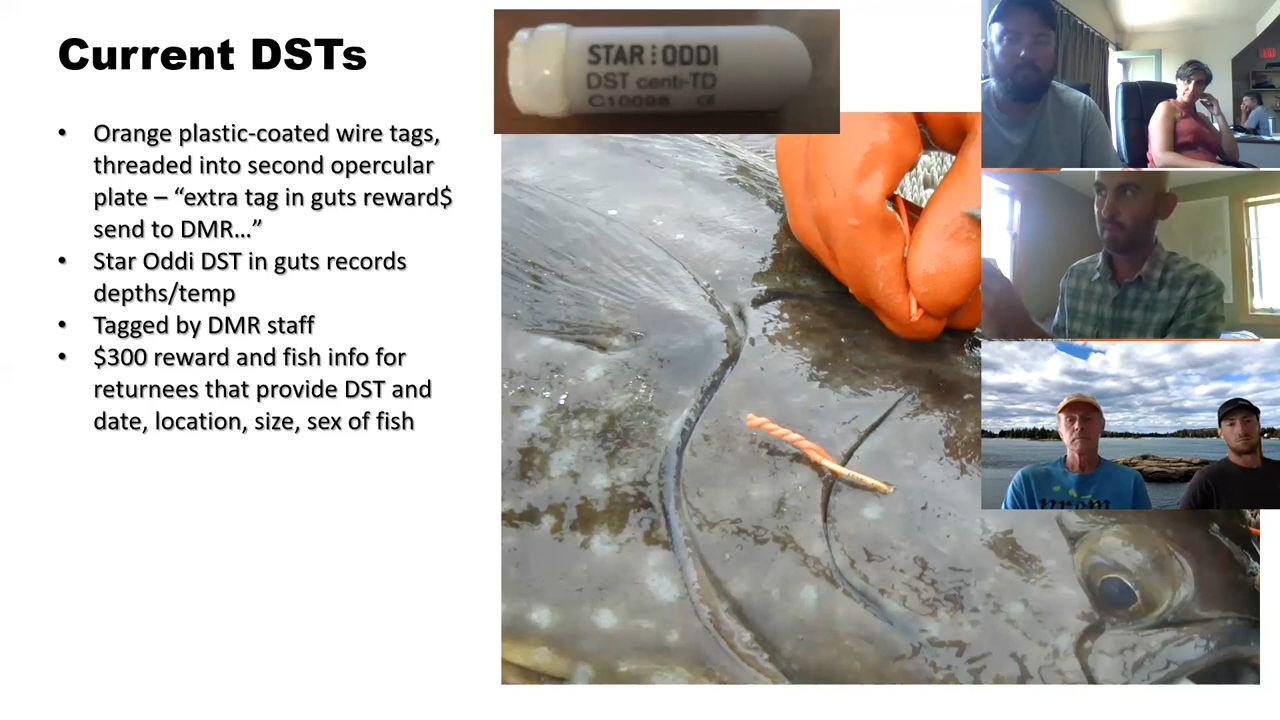 Current DSTs
• Orange plastic-coated wire tags,
threaded into second opercular
plate – “extra tag in guts reward$
send to DMR…”
• Star Oddi DST in guts records
depths/temp
• Tagged by DMR staff
• $300 reward and fish info for
returnees that provide DST and
date, location, size, sex of fish
STAR:ODDI
DST centi-TD
EXIT